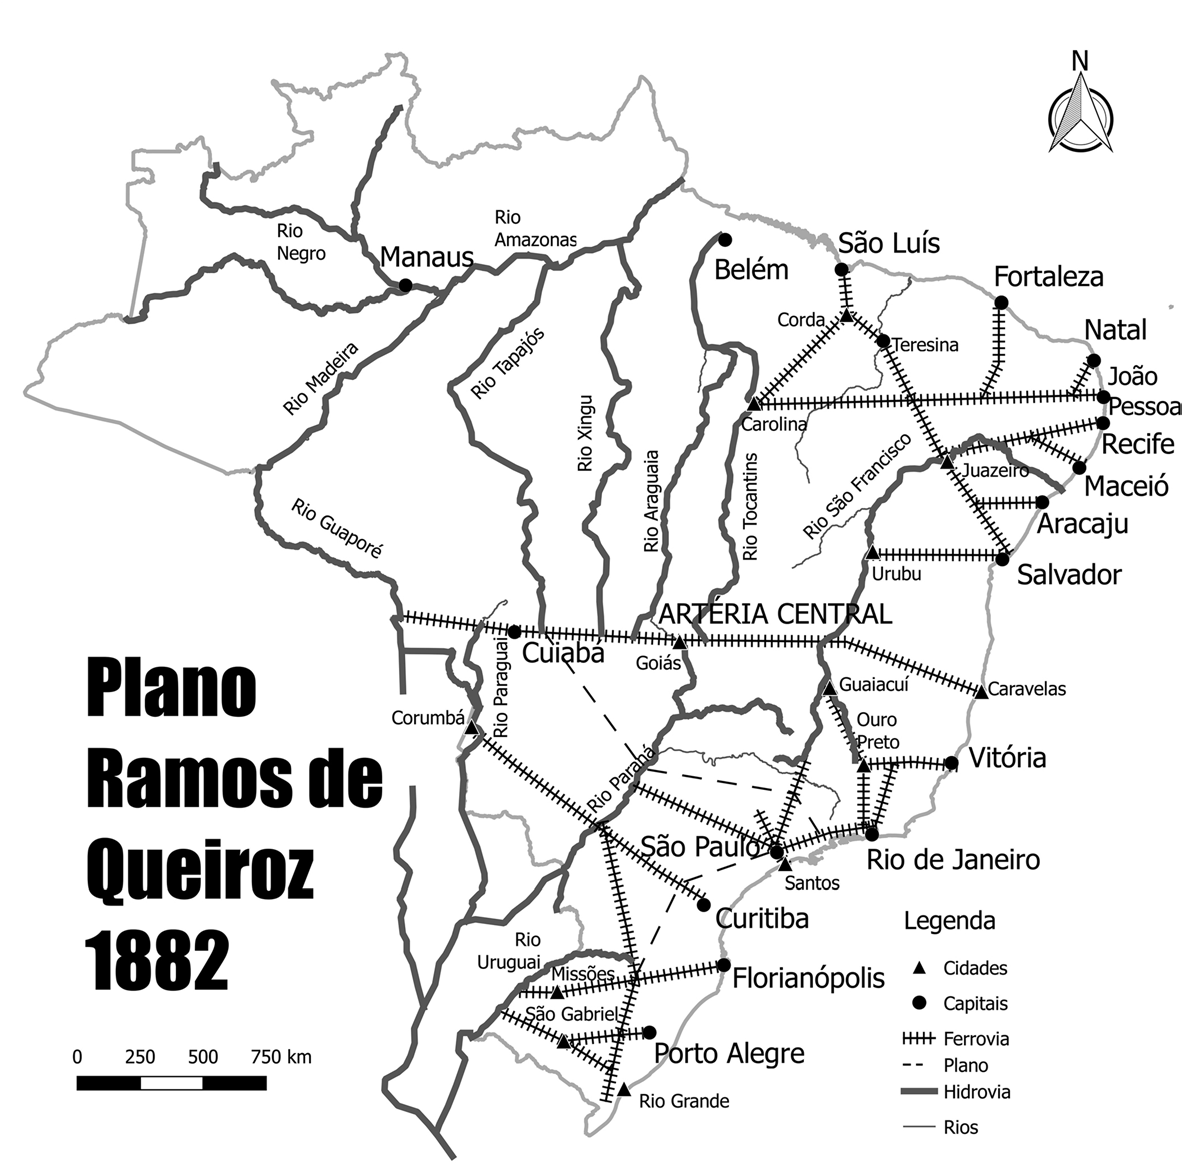 N
São Luís
Rio
Amazonas
Rio
Negro
Manaus
Belém
Fortaleza
Corda
Teresina
Natal
João
Pessoa
Rio Madeira
Rio Tapajós
Rio Xingu
Carolina
Recife
Rio Araguaia
Rio Tocantins
Rio São Francisco
Juazeiro
Maceió
Aracaju
Rio Guaporé
Urubu
Salvador
ARTÉRIA CENTRAL
Cuiabá
Goiás
Rio Paraguai
Guaiacuí
Caravelas
Corumbá
Ouro
Preto
Vitória
Rio Paraná
São Paulo
Rio de Janeiro
Santos
Curitiba
Rio
Uruguai
Missões
Florianópolis
São Gabriel
Porto Alegre
Rio Grande
Plano
Ramos de
Queiroz
1882
0 250 500 750 km
Legenda
Cidades
Capitais
Ferrovia
Plano
Hidrovia
Rios